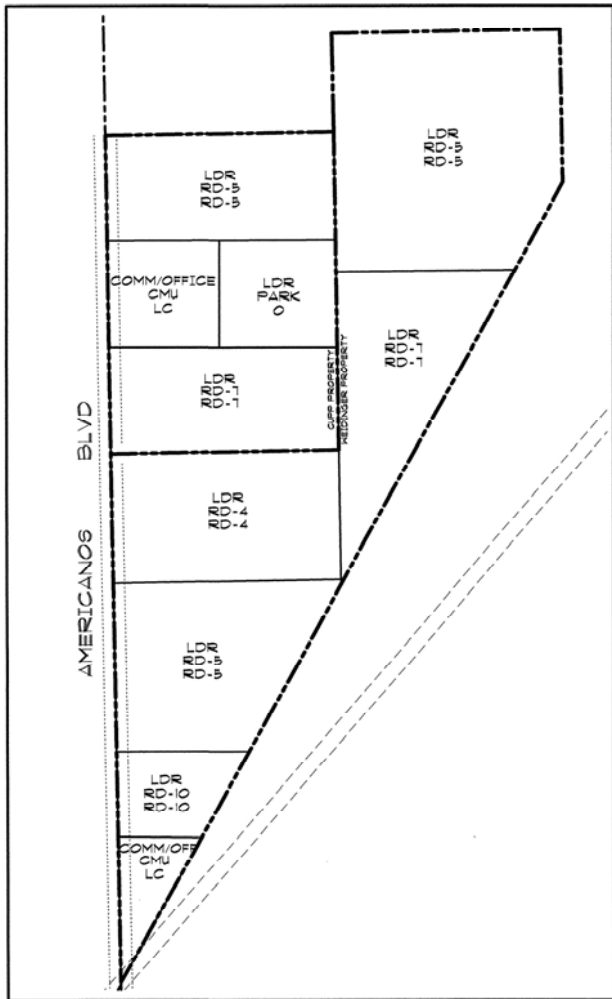 LDR
RD-5
RD-5
LDR
RD-5
RD-5
COMM/OFFICE
CMU
LC
LDR
PARK
O
LDR
RD-7
RD-7
CUPP PROPERTY
WEIDINGER PROPERTY
LDR
RD-7
RD-7
AMERICANOS BLVD
LDR
RD-4
RD-4
LDR
RD-5
RD-5
LDR
RD-10
RD-10
COMM/OFF
CMU
LC